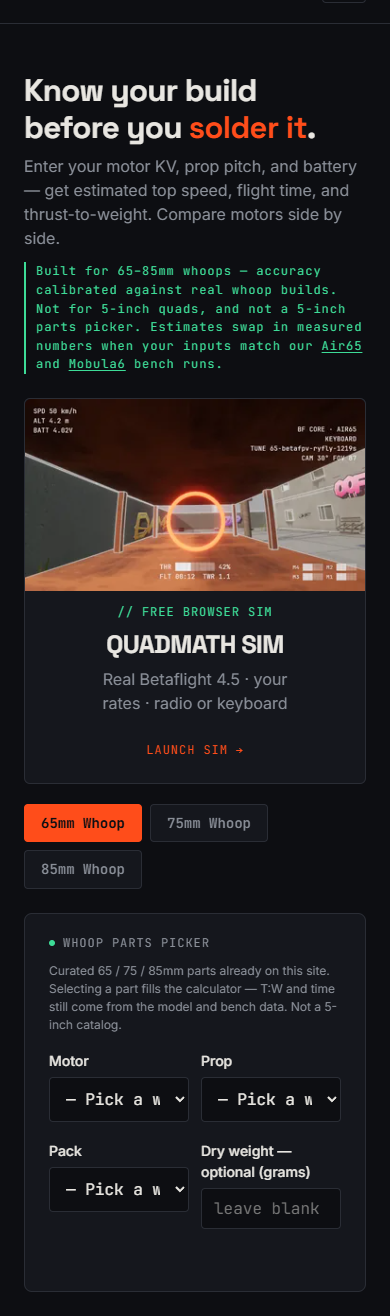 Know your build
before you solder it.
Enter your motor KV, prop pitch, and battery
— get estimated top speed, flight time, and
thrust-to-weight. Compare motors side by
side.
Built for 65–85mm whoops — accuracy
calibrated against real whoop builds.
Not for 5-inch quads, and not a 5-inch
parts picker. Estimates swap in measured
numbers when your inputs match our Air65
and Mobula6 bench runs.
SPD 50 km/h
ALT 4.2 m
BATT 4.02V
BF CORE · AIR65
KEYBOARD
TUNE 65-betafpv-ryfly-1219s
CAM 30° FOV 87
THR 42%
FLT 00:12 TWR 1.1
M4 M2
M3 M1
// FREE BROWSER SIM
QUADMATH SIM
Real Betaflight 4.5 · your
rates · radio or keyboard
LAUNCH SIM →
65mm Whoop
75mm Whoop
85mm Whoop
WHOOP PARTS PICKER
Curated 65 / 75 / 85mm parts already on this site.
Selecting a part fills the calculator — T:W and time
still come from the model and bench data. Not a 5-
inch catalog.
Motor
Prop
— Pick a w
— Pick a w
Pack
Dry weight —
optional (grams)
— Pick a w
leave blank